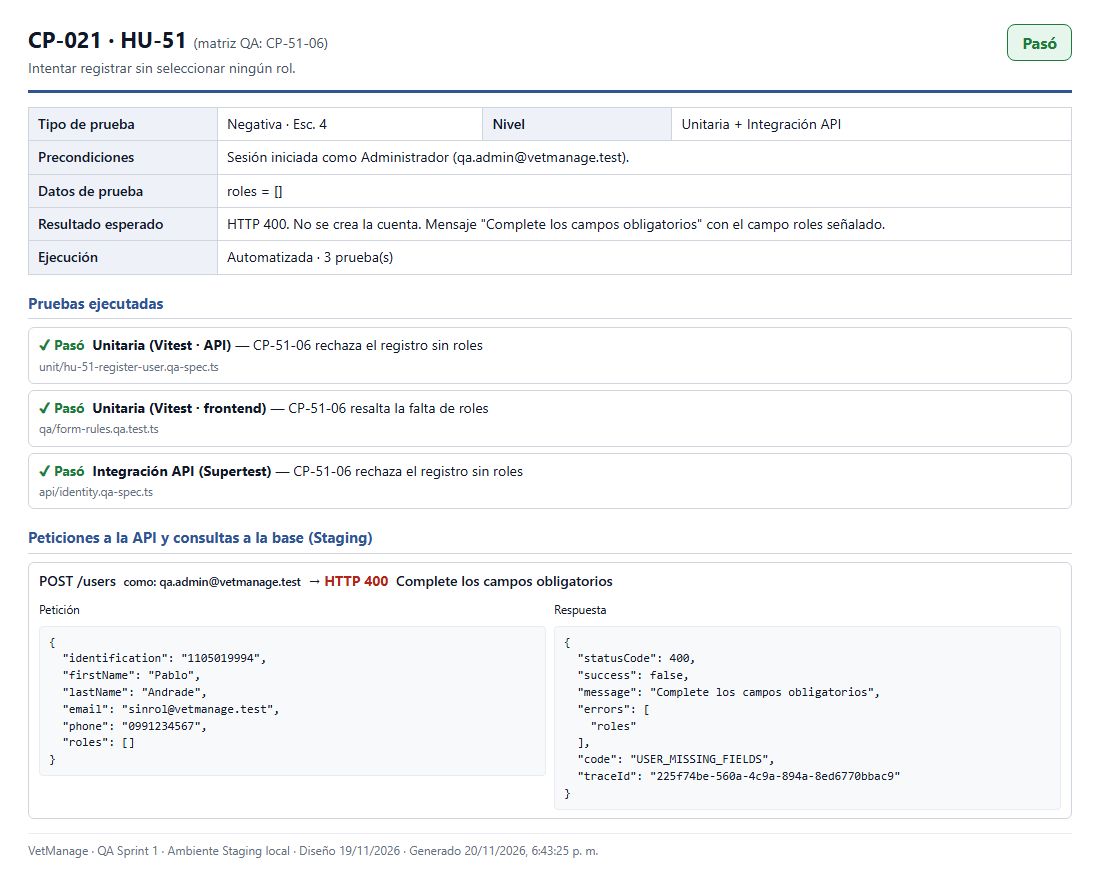 CP-021 · HU-51 (matriz QA: CP-51-06)
Pasó
Intentar registrar sin seleccionar ningún rol.
Tipo de prueba Negativa · Esc. 4 Nivel Unitaria + Integración API
Precondiciones Sesión iniciada como Administrador (qa.admin@vetmanage.test).
Datos de prueba roles = []
Resultado esperado HTTP 400. No se crea la cuenta. Mensaje "Complete los campos obligatorios" con el campo roles señalado.
Ejecución Automatizada · 3 prueba(s)
Pruebas ejecutadas
✓ Pasó Unitaria (Vitest · API) — CP-51-06 rechaza el registro sin roles
unit/hu-51-register-user.qa-spec.ts
✓ Pasó Unitaria (Vitest · frontend) — CP-51-06 resalta la falta de roles
qa/form-rules.qa.test.ts
✓ Pasó Integración API (Supertest) — CP-51-06 rechaza el registro sin roles
api/identity.qa-spec.ts
Peticiones a la API y consultas a la base (Staging)
POST /users como: qa.admin@vetmanage.test → HTTP 400 Complete los campos obligatorios
Petición
{
"identification": "1105019994",
"firstName": "Pablo",
"lastName": "Andrade",
"email": "sinrol@vetmanage.test",
"phone": "0991234567",
"roles": []
}
Respuesta
{
"statusCode": 400,
"success": false,
"message": "Complete los campos obligatorios",
"errors": [
"roles"
],
"code": "USER_MISSING_FIELDS",
"traceId": "225f74be-560a-4c9a-894a-8ed6770bbac9"
}
VetManage · QA Sprint 1 · Ambiente Staging local · Diseño 19/11/2026 · Generado 20/11/2026, 6:43:25 p. m.